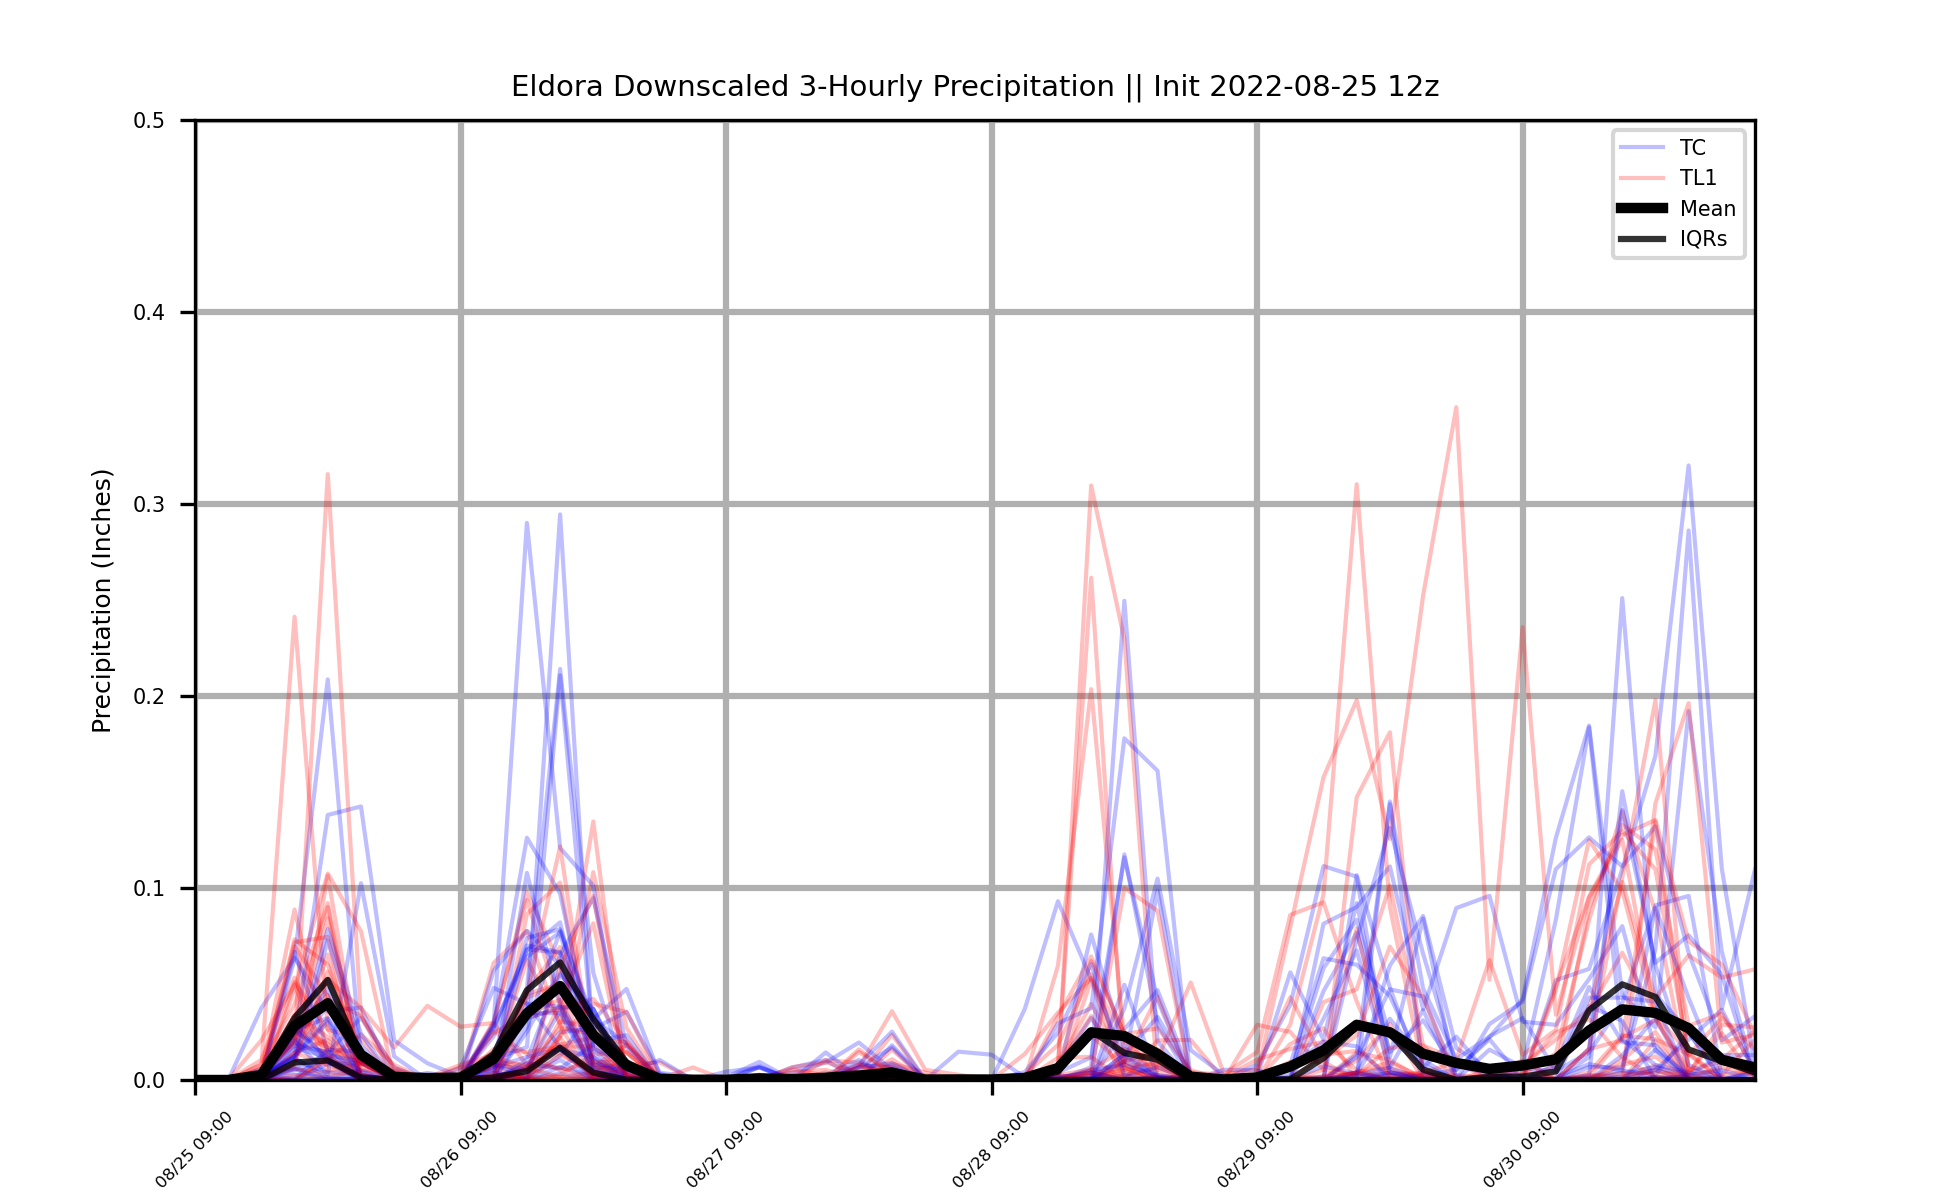 Eldora Downscaled 3-Hourly Precipitation || Init 2022-08-25 12z
Precipitation (Inches)
0.5
0.4
0.3
0.2
0.1
0.0
TC
TL1
Mean
IQRs
08/25 09:00
08/26 09:00
08/27 09:00
08/28 09:00
08/29 09:00
08/30 09:00